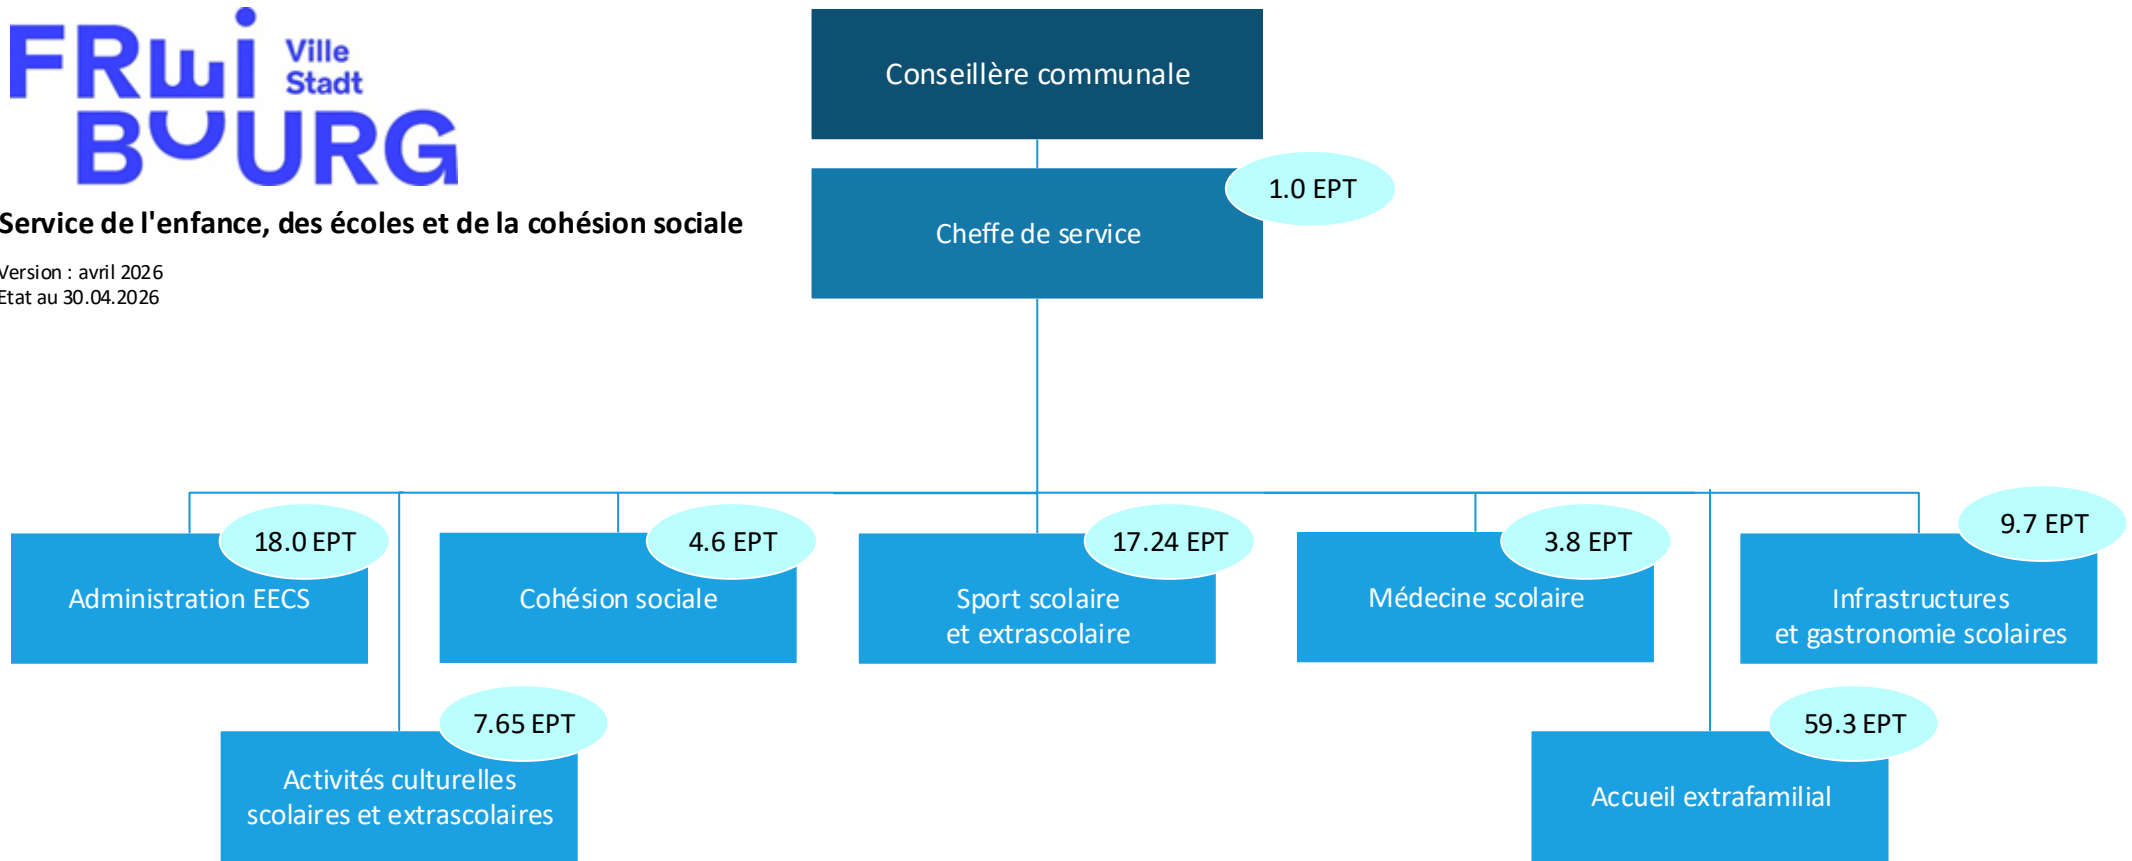 FRei
BOURG
Ville
Stadt
Service de l'enfance, des écoles et de la cohésion sociale
Version : avril 2026
Etat au 30.04.2026
Conseillère communale
1.0 EPT
Cheffe de service
18.0 EPT
Administration EECS
4.6 EPT
Cohésion sociale
17.24 EPT
Sport scolaire
et extrascolaire
3.8 EPT
Médecine scolaire
9.7 EPT
Infrastructures
et gastronomie scolaires
7.65 EPT
Activités culturelles
scolaires et extrascolaires
59.3 EPT
Accueil extrafamilial